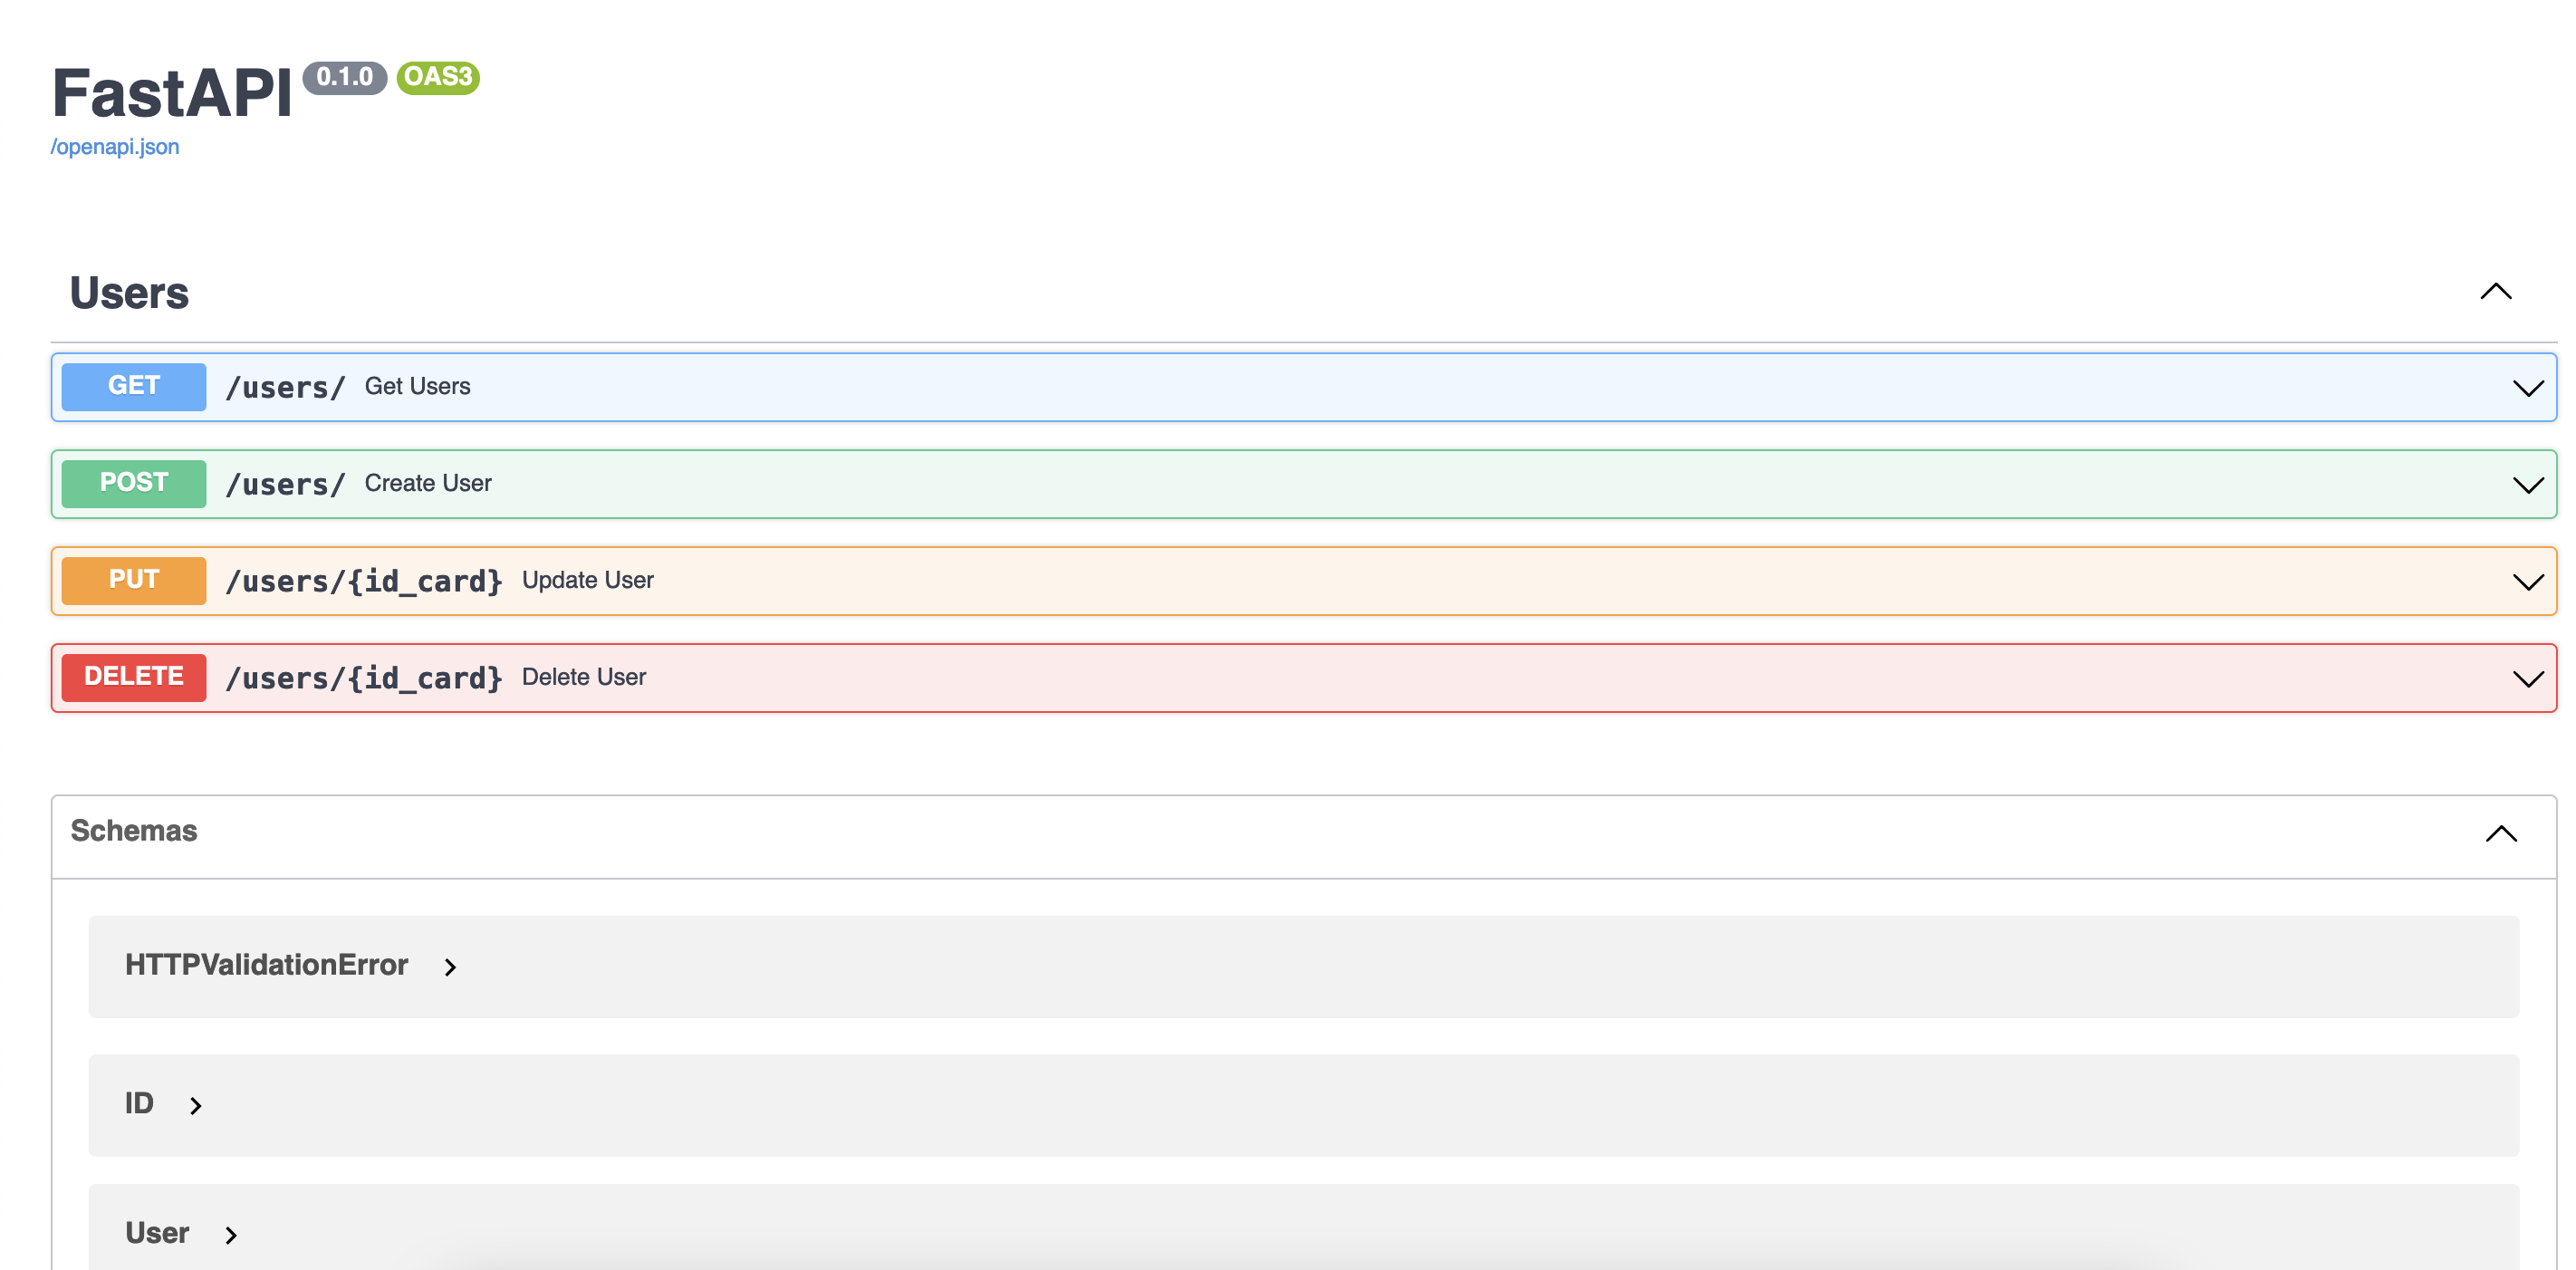 FastAPI 0.1.0 OAS3
/openapi.json
Users
GET /users/ Get Users
POST /users/ Create User
PUT /users/{id_card} Update User
DELETE /users/{id_card} Delete User
Schemas
HTTPValidationError
ID
User